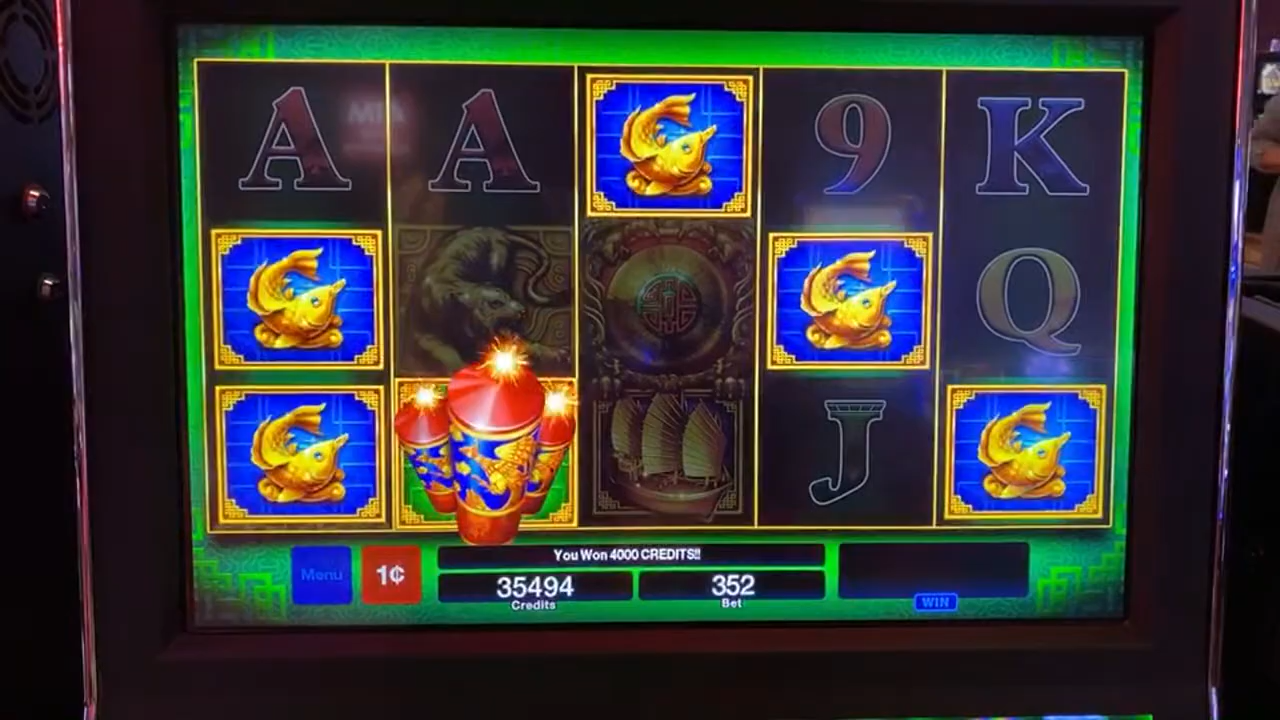 A A 9 K
Q
J
You Won 4000 CREDITS!!
Menu 1¢ 35494 352
Credits Bet
WIN